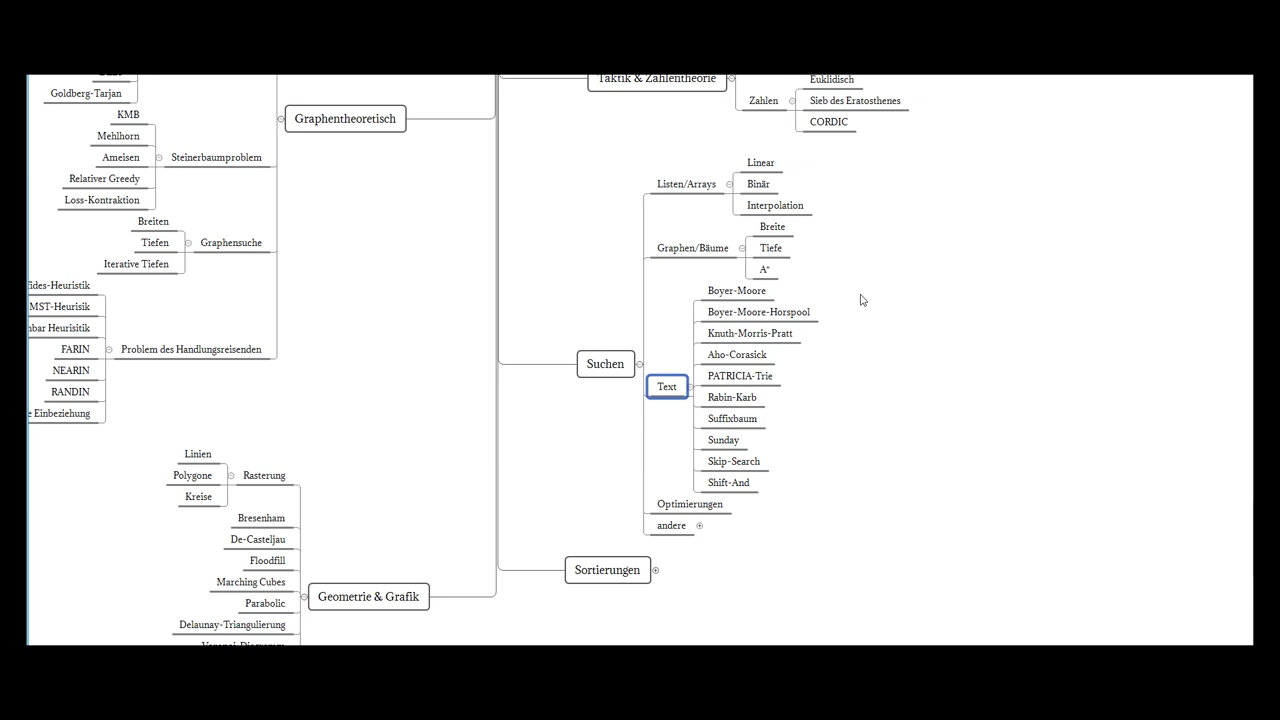 Goldberg-Tarjan
KMB
Mehlhorn
Ameisen
Relativer Greedy
Loss-Kontraktion
Steinerbaumproblem
Breiten
Tiefen
Iterative Tiefen
Graphensuche
MST-Heurisik
FARIN
NEARIN
RANDIN
e Einbeziehung
Problem des Handlungsreisenden
Graphentheoretisch
Linien
Polygone
Kreise
Rasterung
Bresenham
De-Casteljau
Floodfill
Marching Cubes
Parabolic
Delaunay-Triangulierung
Geometrie & Grafik
Taktik & Zahlentheorie
Zahlen
Euklidisch
Sieb des Eratosthenes
CORDIC
Suchen
Listen/Arrays
Linear
Binär
Interpolation
Graphen/Bäume
Breite
Tiefe
A*
Text
Boyer-Moore
Boyer-Moore-Horspool
Knuth-Morris-Pratt
Aho-Corasick
PATRICIA-Trie
Rabin-Karb
Suffixbaum
Sunday
Skip-Search
Shift-And
Optimierungen
andere
Sortierungen